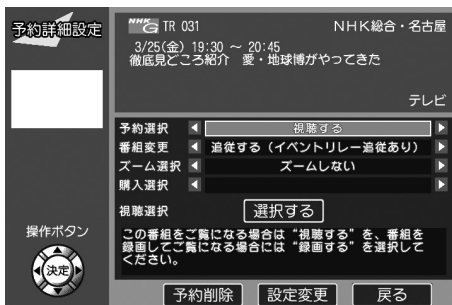 予約詳細設定
NHK G TR 031 NHK総合・名古屋
3/25(金) 19:30 ～ 20:45
徹底見どころ紹介 愛・地球博がやってきた
テレビ
予約選択 視聴する
番組変更 追従する（イベントリレー追従あり）
ズーム選択 ズームしない
購入選択
視聴選択 選択する
この番組をご覧になる場合は“視聴する”を、番組を
録画してご覧になる場合には“録画する”を選択して
ください。
操作ボタン
決定
予約削除 設定変更 戻る